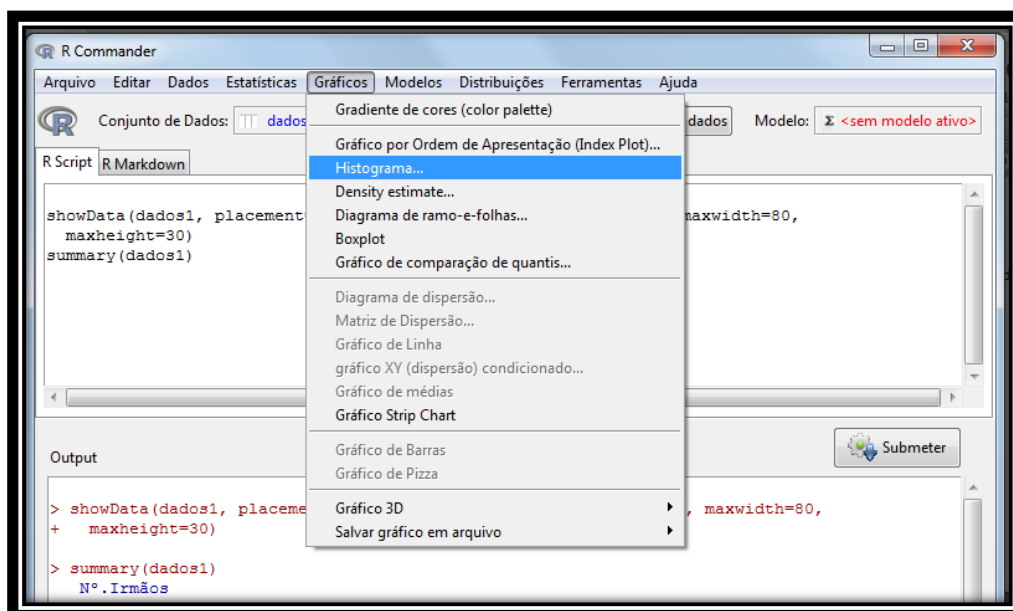 R Commander
Arquivo Editar Dados Estatísticas Gráficos Modelos Distribuições Ferramentas Ajuda
Conjunto de Dados: dados dados Modelo: Σ <sem modelo ativo>
R Script R Markdown
showData(dados1, placement maxwidth=80,
maxheight=30)
summary(dados1)
Gradiente de cores (color palette)
Gráfico por Ordem de Apresentação (Index Plot)...
Histograma...
Density estimate...
Diagrama de ramo-e-folhas...
Boxplot
Gráfico de comparação de quantis...
Diagrama de dispersão...
Matriz de Dispersão...
Gráfico de Linha
gráfico XY (dispersão) condicionado...
Gráfico de médias
Gráfico Strip Chart
Gráfico de Barras
Gráfico de Pizza
Gráfico 3D
Salvar gráfico em arquivo
Output
Submeter
> showData(dados1, placeme , maxwidth=80,
+ maxheight=30)
> summary(dados1)
Nº.Irmãos